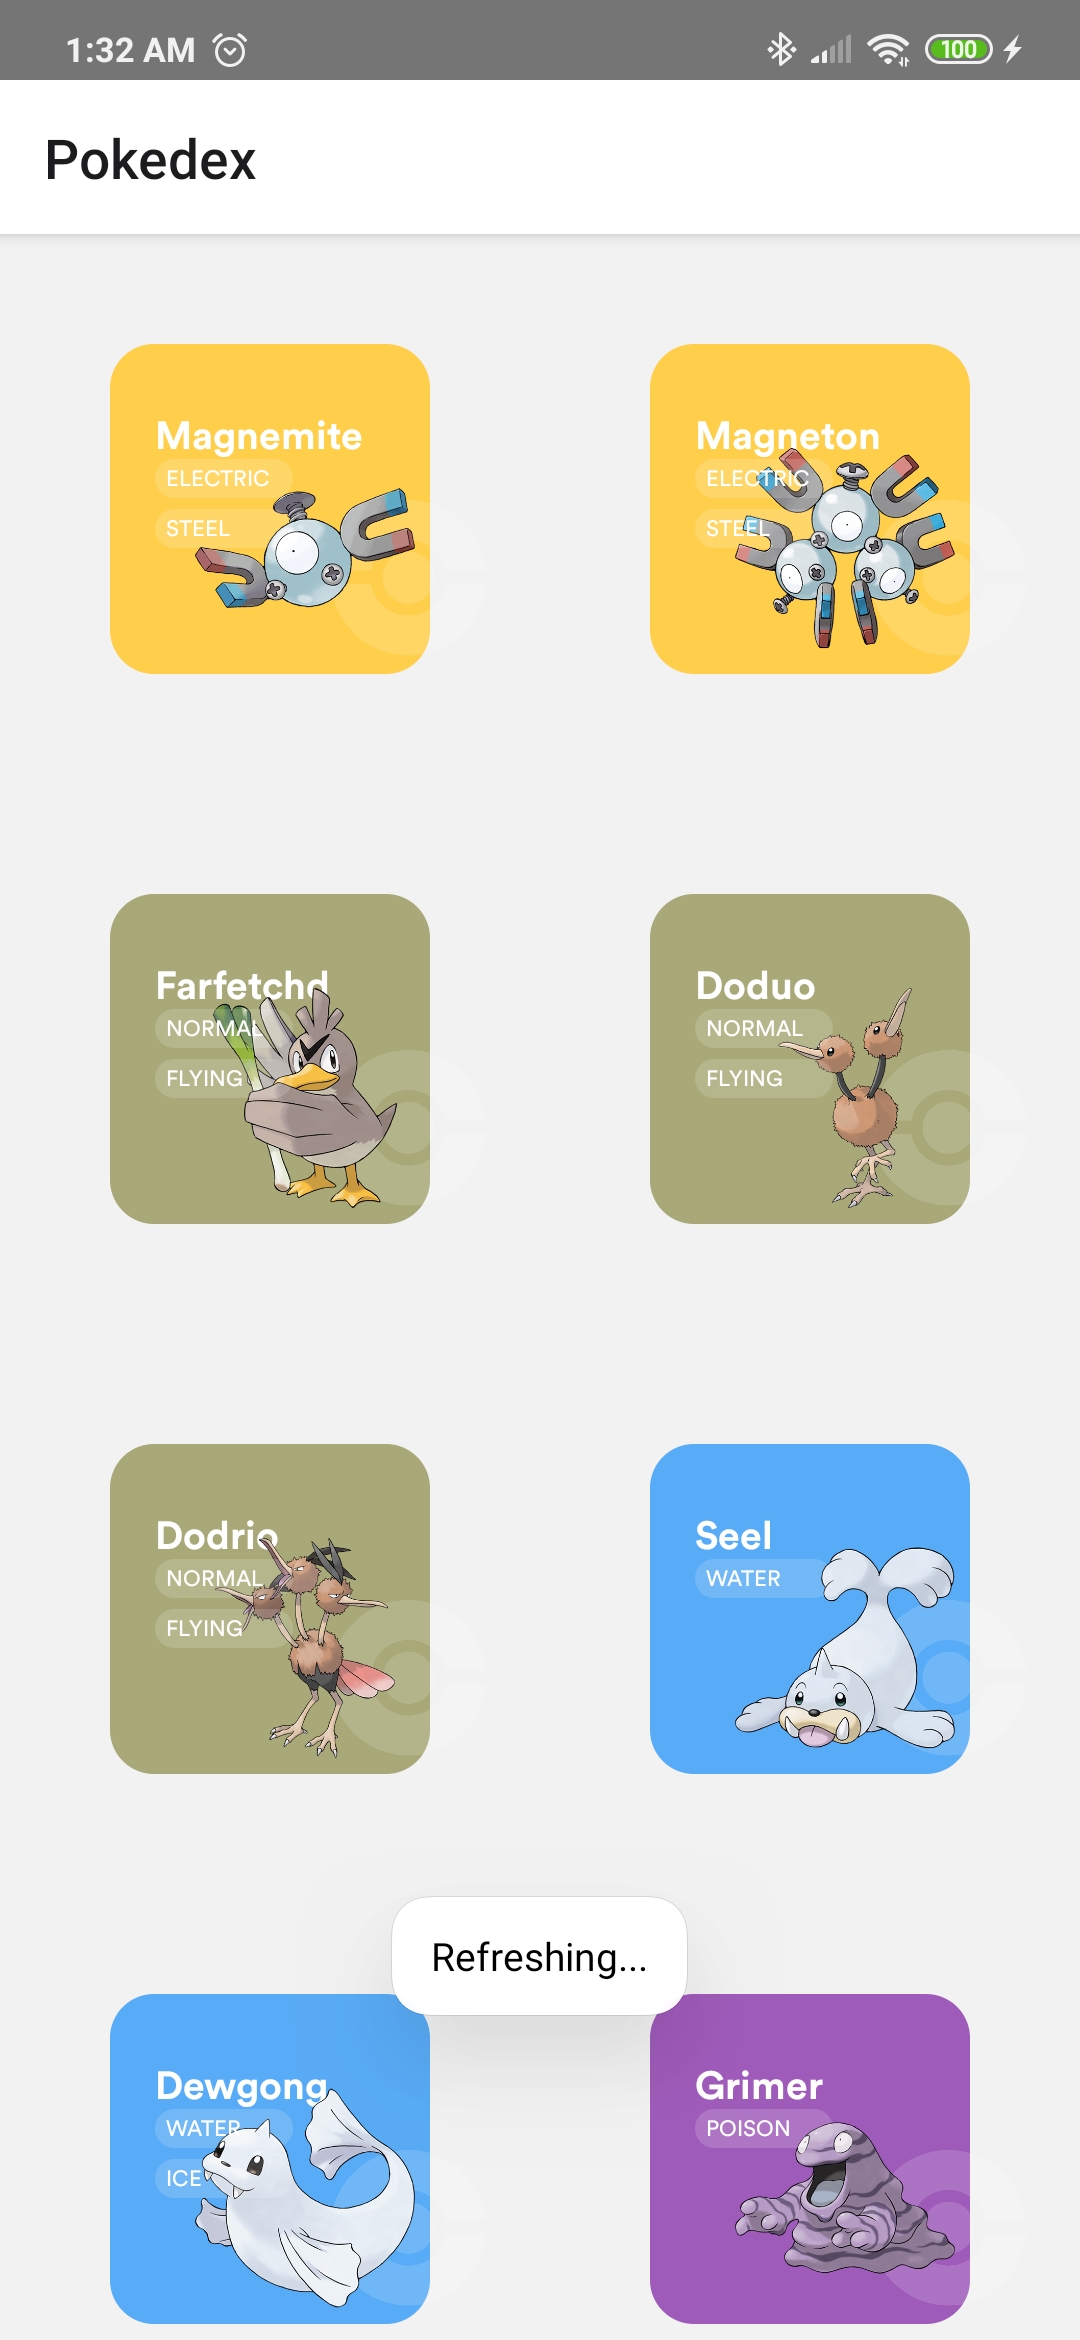 1:32 AM
100
Pokedex
Magnemite
ELECTRIC
STEEL
Magneton
ELECTRIC
STEEL
Farfetchd
NORMAL
FLYING
Doduo
NORMAL
FLYING
Dodrio
NORMAL
FLYING
Seel
WATER
Refreshing...
Dewgong
WATER
ICE
Grimer
POISON